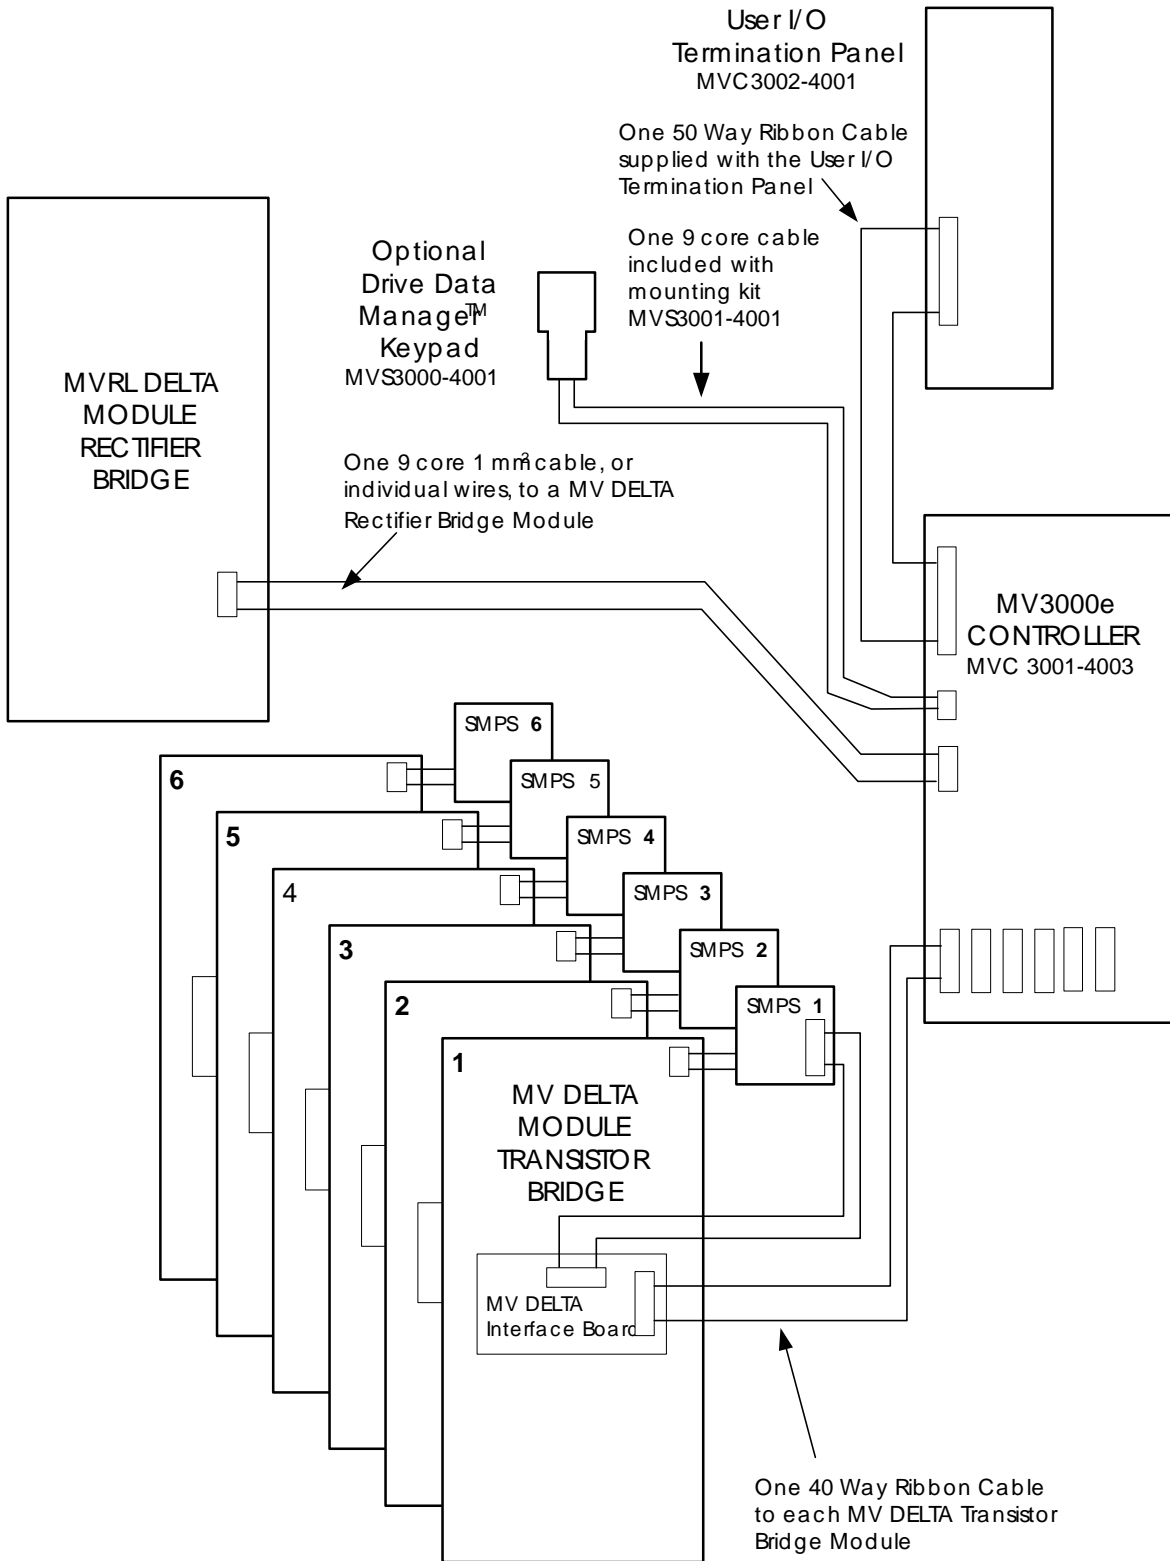 User I/O
Termination Panel
MVC3002-4001
One 50 Way Ribbon Cable
supplied with the User I/O
Termination Panel
One 9 core cable
included with
mounting kit
MVS3001-4001
Optional
Drive Data
Manager™
Keypad
MVS3000-4001
MVRL DELTA
MODULE
RECTIFIER
BRIDGE
One 9 core 1 mm² cable, or
individual wires, to a MV DELTA
Rectifier Bridge Module
MV3000e
CONTROLLER
MVC 3001-4003
SMPS 6
6
SMPS 5
5
SMPS 4
4
SMPS 3
3
SMPS 2
2
SMPS 1
1
MV DELTA
MODULE
TRANSISTOR
BRIDGE
MV DELTA
Interface Board
One 40 Way Ribbon Cable
to each MV DELTA Transistor
Bridge Module